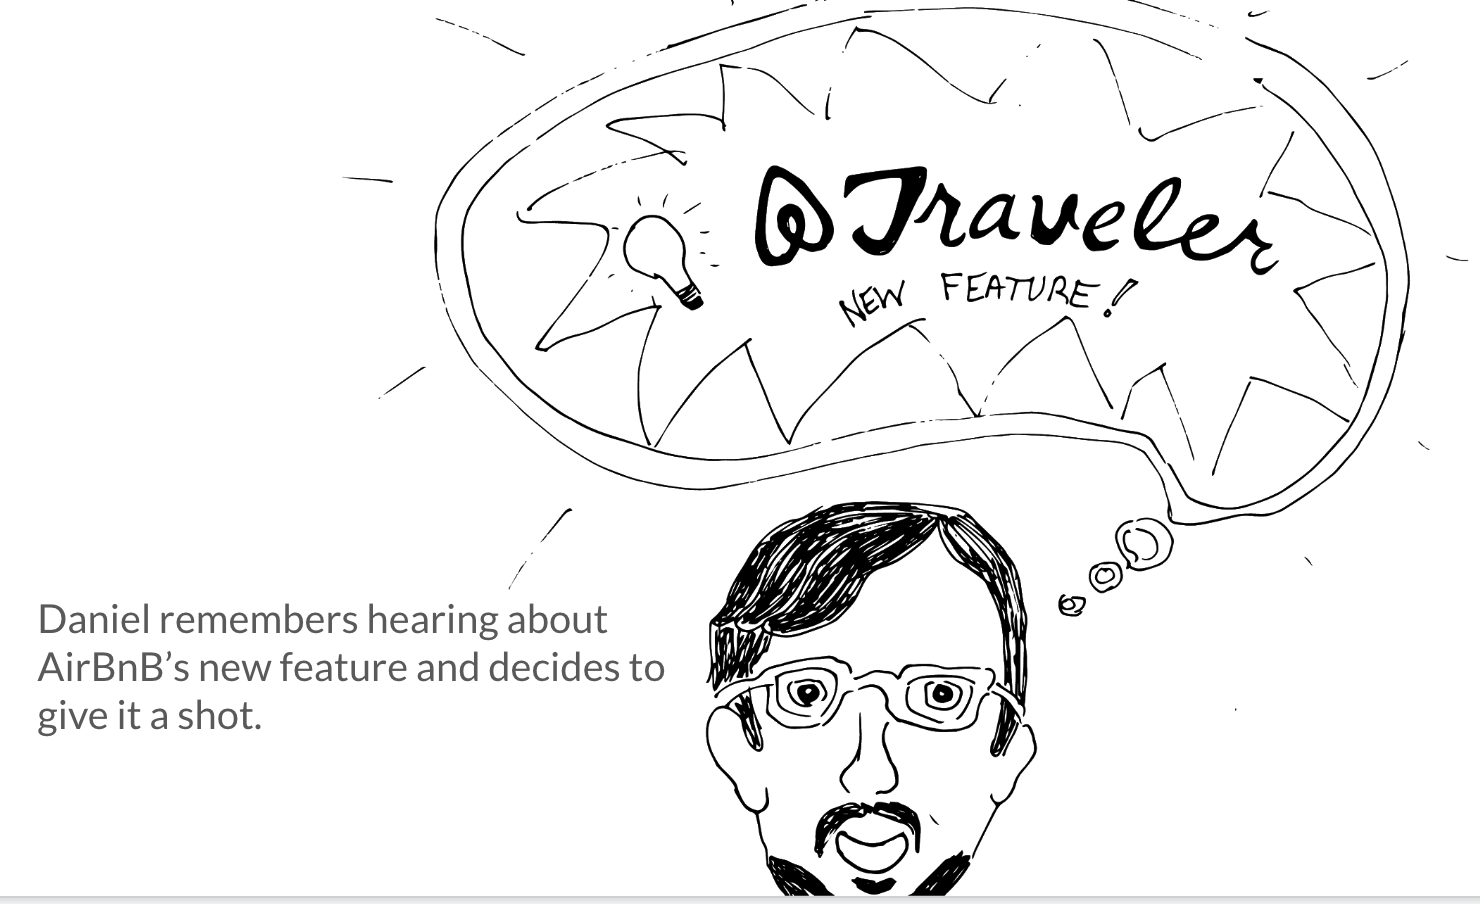 Traveler
NEW FEATURE!
Daniel remembers hearing about
AirBnB’s new feature and decides to
give it a shot.